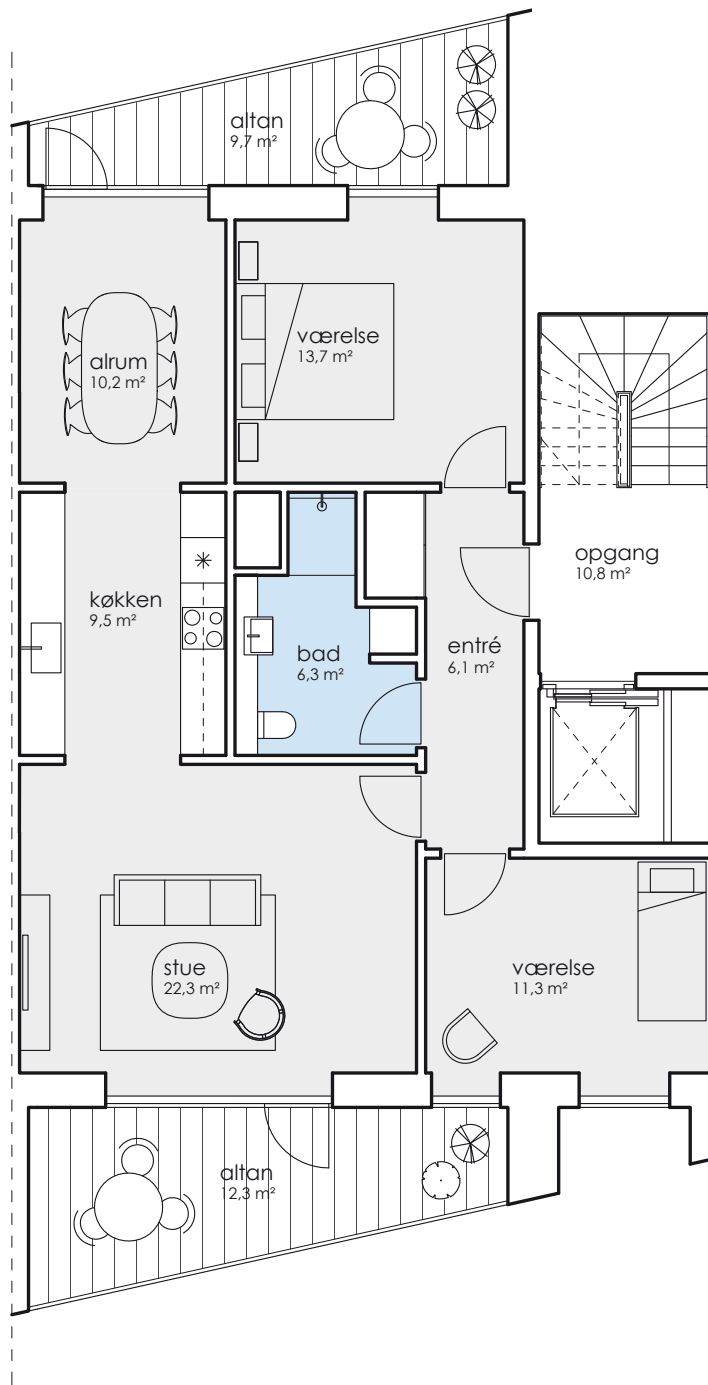 altan
9,7 m²
værelse
13,7 m²
alrum
10,2 m²
opgang
10,8 m²
køkken
9,5 m²
entré
6,1 m²
bad
6,3 m²
stue
22,3 m²
værelse
11,3 m²
altan
12,3 m²